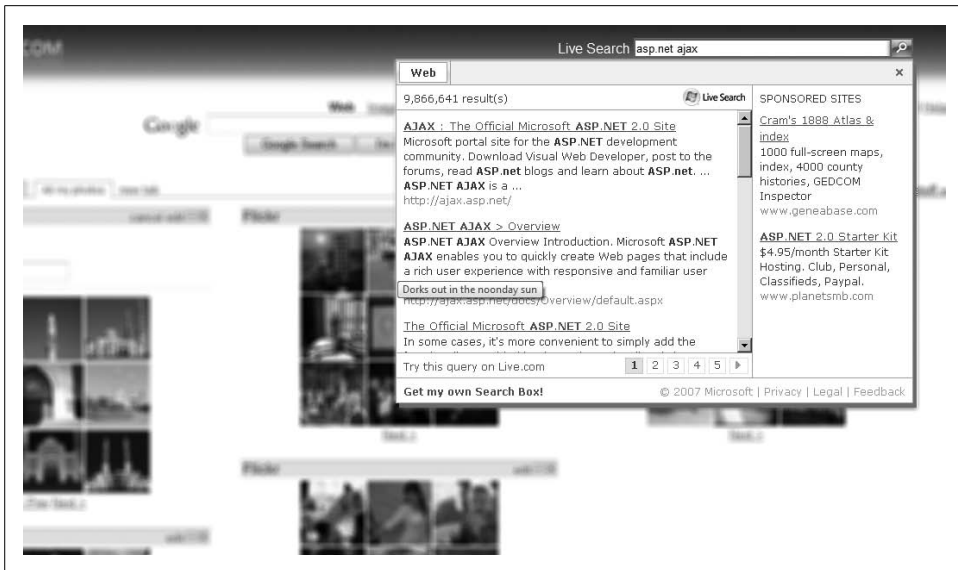 .COM
Live Search asp.net ajax
Web
9,866,641 result(s)
Live Search
AJAX : The Official Microsoft ASP.NET 2.0 Site
Microsoft portal site for the ASP.NET development
community. Download Visual Web Developer, post to the
forums, read ASP.net blogs and learn about ASP.net. ...
ASP.NET AJAX is a ...
http://ajax.asp.net/
ASP.NET AJAX > Overview
ASP.NET AJAX Overview Introduction. Microsoft ASP.NET
AJAX enables you to quickly create Web pages that include
a rich user experience with responsive and familiar user
Dorks out in the noonday sun
http://ajax.asp.net/docs/Overview/default.aspx
The Official Microsoft ASP.NET 2.0 Site
In some cases, it's more convenient to simply add the
Try this query on Live.com
1 2 3 4 5
Get my own Search Box!
© 2007 Microsoft | Privacy | Legal | Feedback
SPONSORED SITES
Cram's 1888 Atlas &
index
1000 full-screen maps,
index, 4000 county
histories, GEDCOM
Inspector
www.geneabase.com
ASP.NET 2.0 Starter Kit
$4.95/month Starter Kit
Hosting. Club, Personal,
Classifieds, Paypal.
www.planetsmb.com
Google
Web
Google Search
Flickr
Flickr